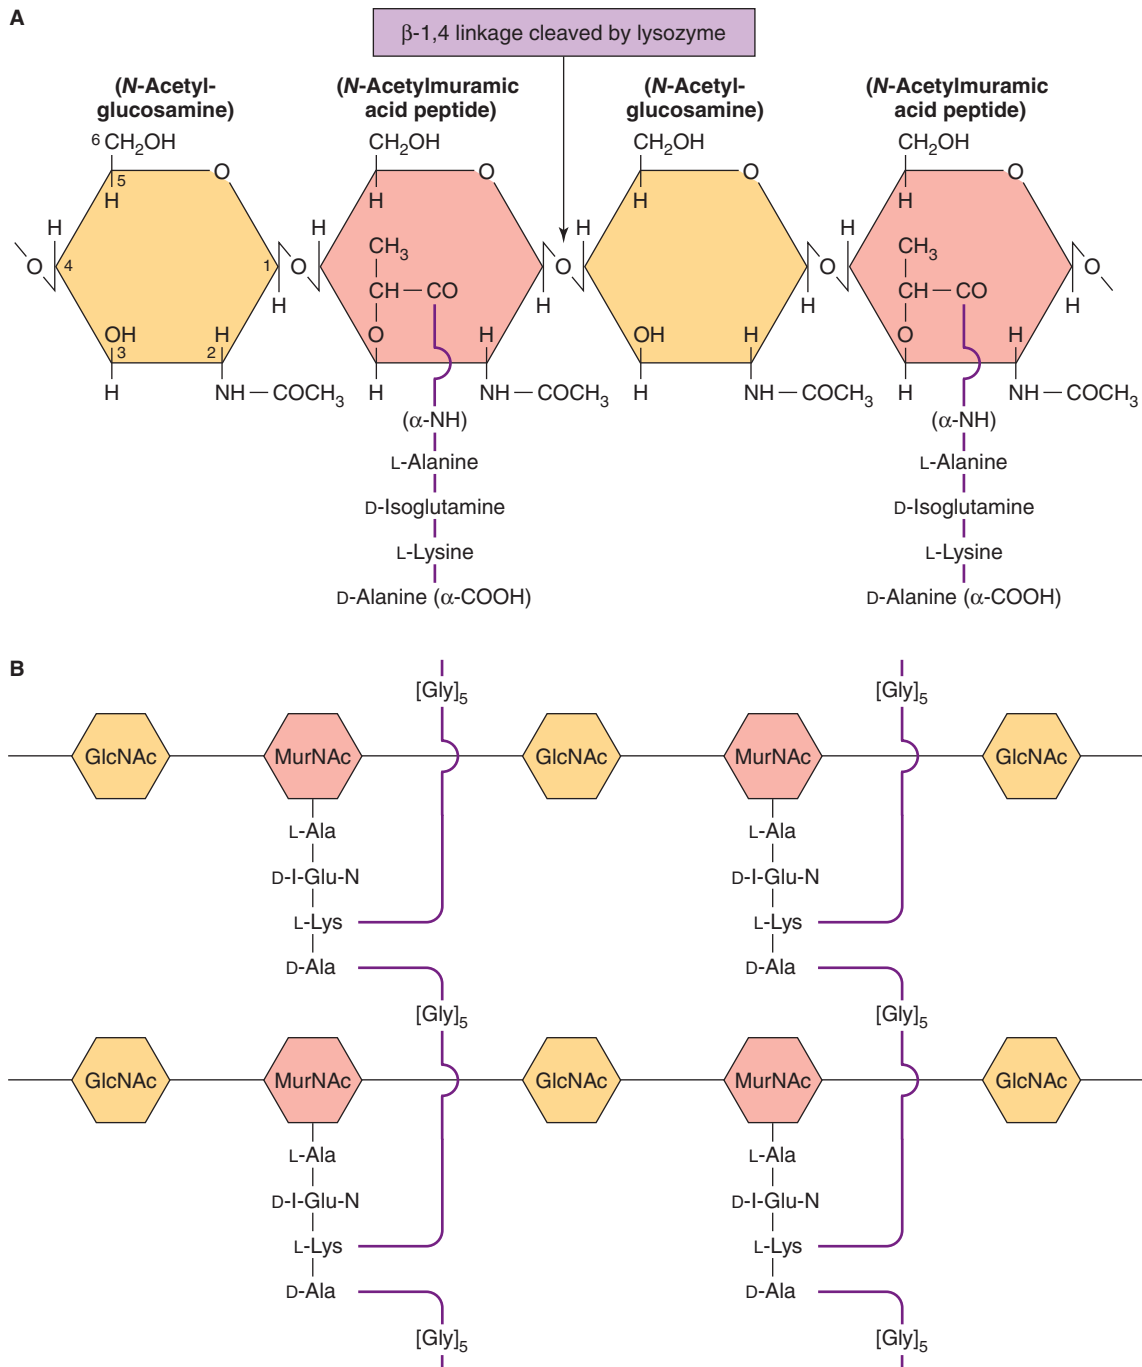 A
β-1,4 linkage cleaved by lysozyme
(N-Acetyl-
glucosamine)
(N-Acetylmuramic
acid peptide)
(N-Acetyl-
glucosamine)
(N-Acetylmuramic
acid peptide)
6 CH2OH
CH2OH
CH2OH
CH2OH
5
O
O
O
O
H
H
H
H
H
H
H
H
CH3
CH3
O
4
1
O
O
O
O
CH — CO
CH — CO
H
H
H
H
OH
H
O
H
OH
H
O
H
3
2
H
NH — COCH3
H
NH — COCH3
H
NH — COCH3
H
NH — COCH3
(α-NH)
(α-NH)
L-Alanine
L-Alanine
D-Isoglutamine
D-Isoglutamine
L-Lysine
L-Lysine
D-Alanine (α-COOH)
D-Alanine (α-COOH)
B
[Gly]5
[Gly]5
GlcNAc
MurNAc
GlcNAc
MurNAc
GlcNAc
L-Ala
L-Ala
D-I-Glu-N
D-I-Glu-N
L-Lys
L-Lys
D-Ala
D-Ala
[Gly]5
[Gly]5
GlcNAc
MurNAc
GlcNAc
MurNAc
GlcNAc
L-Ala
L-Ala
D-I-Glu-N
D-I-Glu-N
L-Lys
L-Lys
D-Ala
D-Ala
[Gly]5
[Gly]5